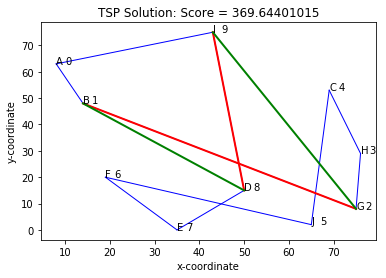 TSP Solution: Score = 369.64401015
y-coordinate
70
60
50
40
30
20
10
0
A 0
B 1
I 9
C 4
H 3
D 8
F 6
G 2
J 5
E 7
10 20 30 40 50 60 70
x-coordinate